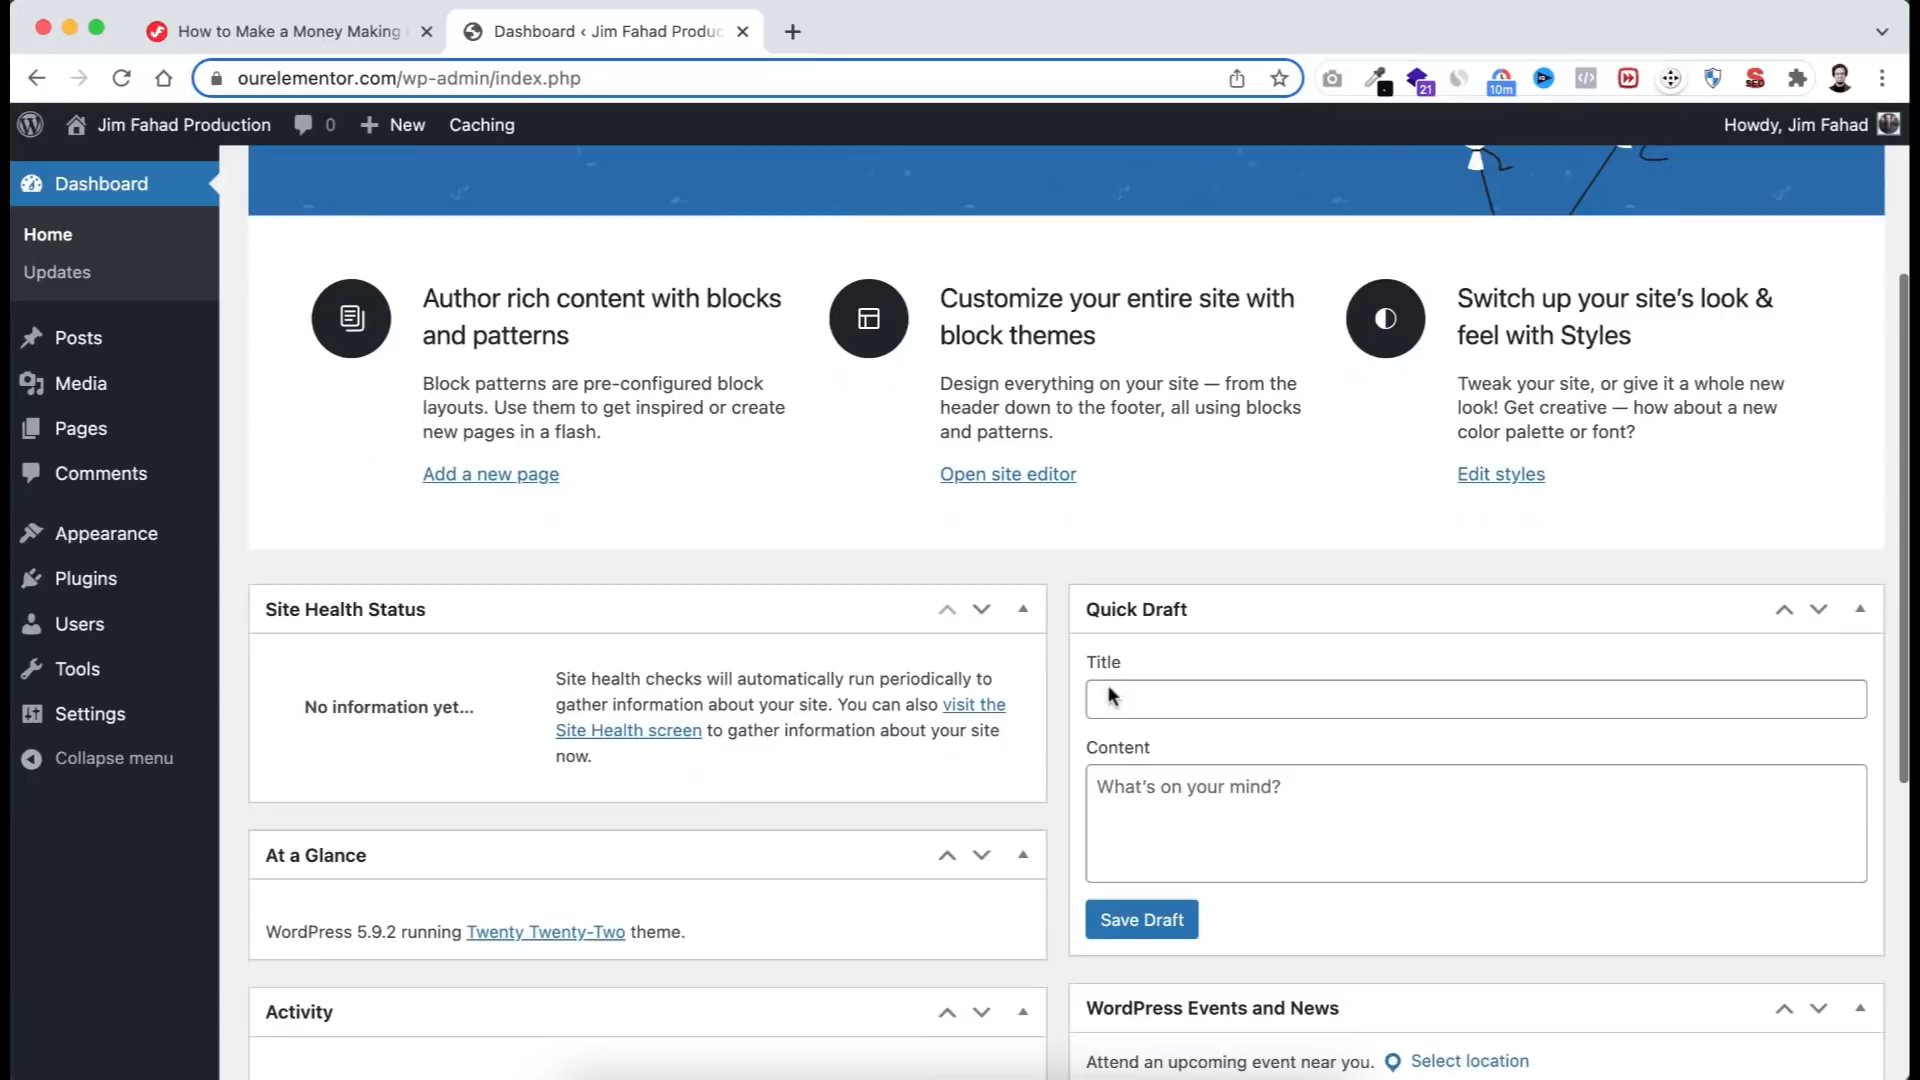 How to Make a Money Making
Dashboard ‹ Jim Fahad Produc
ourelementor.com/wp-admin/index.php
21
10m
SEO
Jim Fahad Production
0
New
Caching
Howdy, Jim Fahad
Dashboard
Home
Updates
Posts
Media
Pages
Comments
Appearance
Plugins
Users
Tools
Settings
Collapse menu
Author rich content with blocks
and patterns
Block patterns are pre-configured block
layouts. Use them to get inspired or create
new pages in a flash.
Add a new page
Customize your entire site with
block themes
Design everything on your site — from the
header down to the footer, all using blocks
and patterns.
Open site editor
Switch up your site’s look &
feel with Styles
Tweak your site, or give it a whole new
look! Get creative — how about a new
color palette or font?
Edit styles
Site Health Status
No information yet...
Site health checks will automatically run periodically to
gather information about your site. You can also visit the
Site Health screen to gather information about your site
now.
At a Glance
WordPress 5.9.2 running Twenty Twenty-Two theme.
Activity
Quick Draft
Title
Content
What’s on your mind?
Save Draft
WordPress Events and News
Attend an upcoming event near you.
Select location